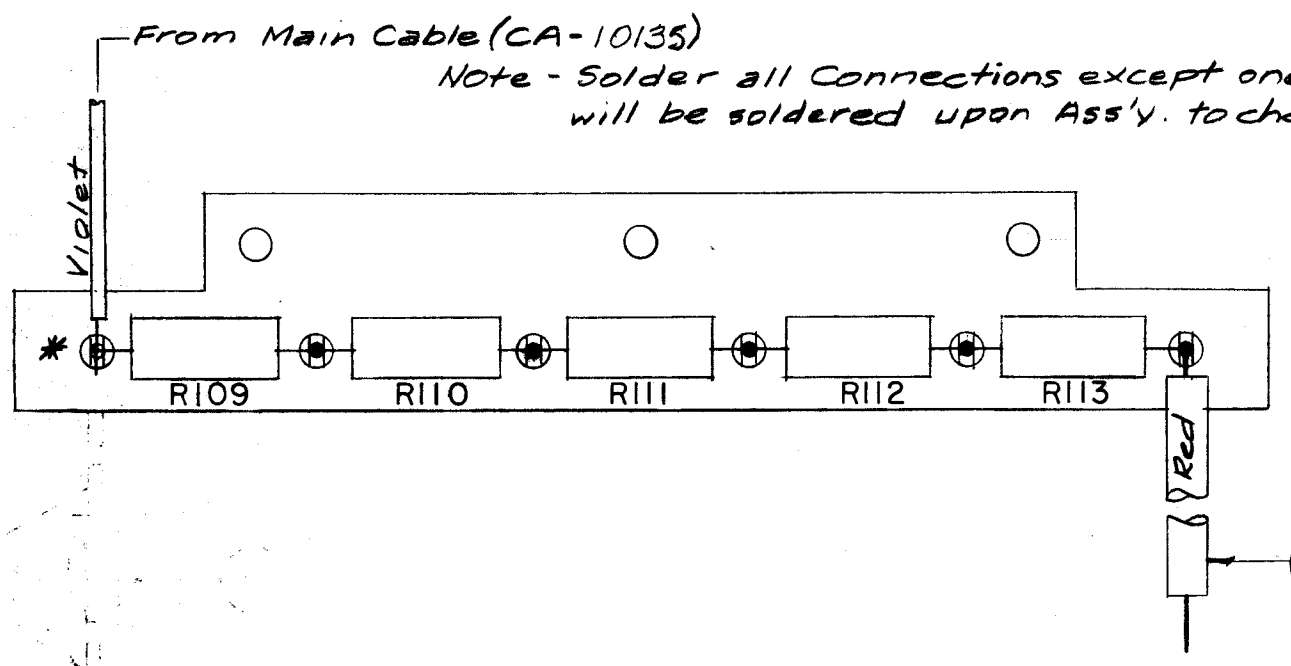 From Main Cable (CA-10135)
Note - Solder all Connections except one
will be soldered upon Ass'y. to
Violet
*
R109 R110 R111 R112 R113
Red